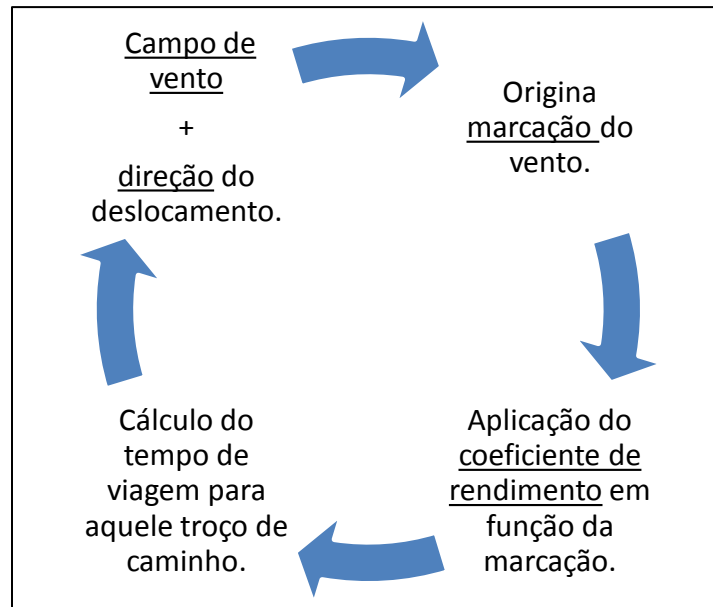 Campo de
vento
+
direção do
deslocamento.
Origina
marcação do
vento.
Aplicação do
coeficiente de
rendimento em
função da
marcação.
Cálculo do
tempo de
viagem para
aquele troço de
caminho.